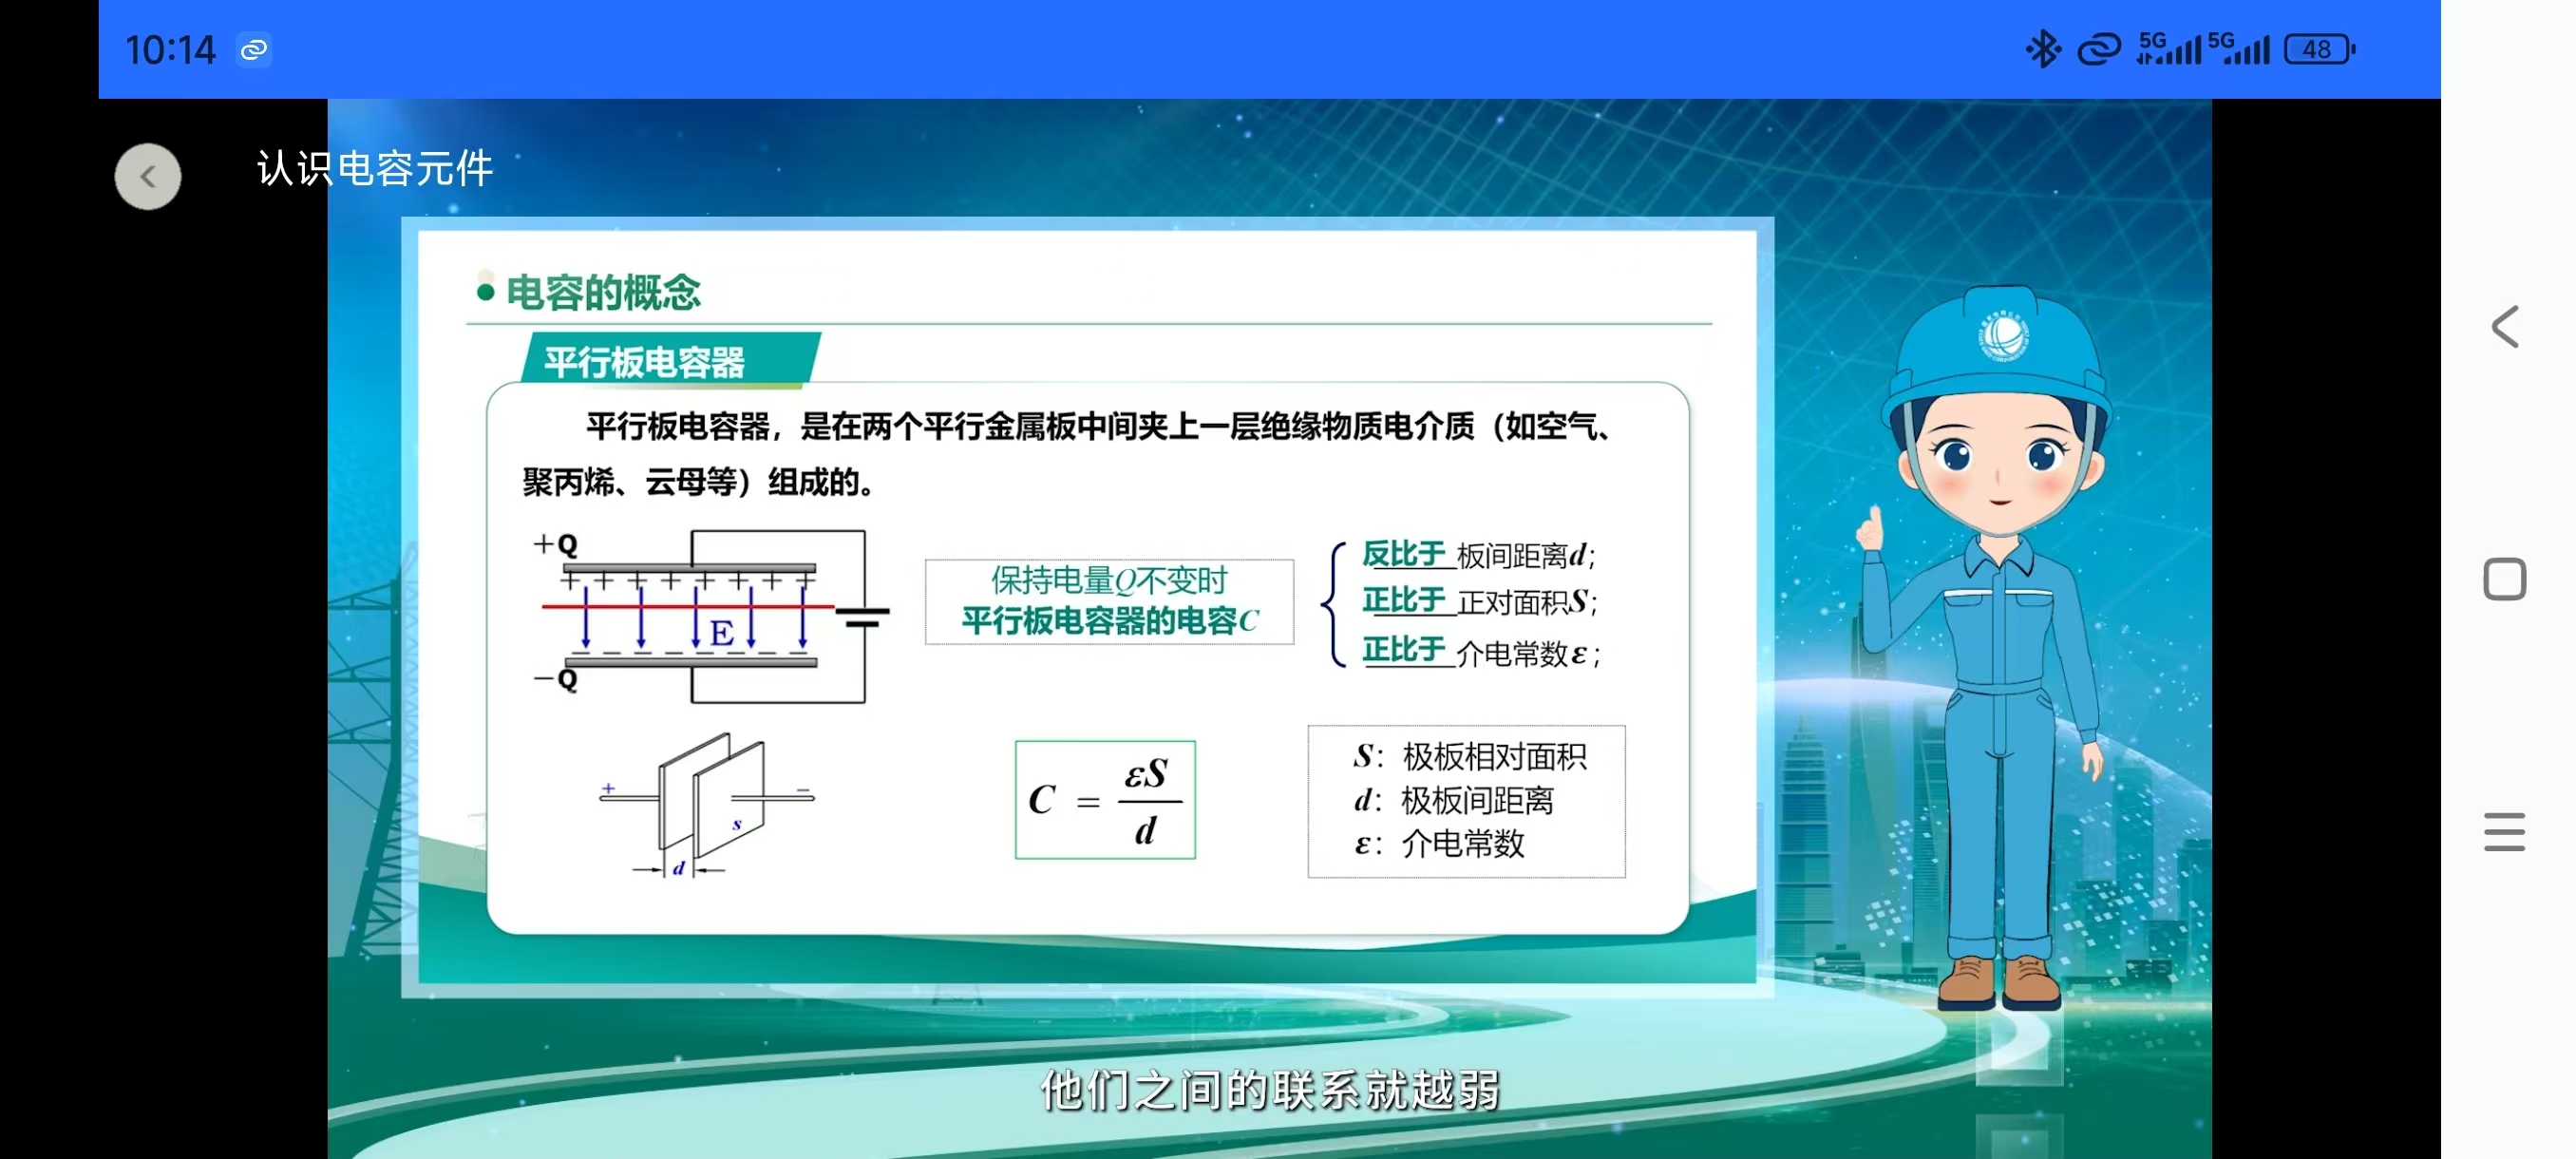 10:14
5G 5G 48
认识电容元件
电容的概念
平行板电容器
平行板电容器，是在两个平行金属板中间夹上一层绝缘物质电介质（如空气、
聚丙烯、云母等）组成的。
+Q
+ + + + + + + +
E
－Q
保持电量Q不变时
平行板电容器的电容C
反比于 板间距离d；
正比于 正对面积S；
正比于 介电常数ε；
+ −
s
d
C = εS/d
S：极板相对面积
d：极板间距离
ε：介电常数
他们之间的联系就越弱